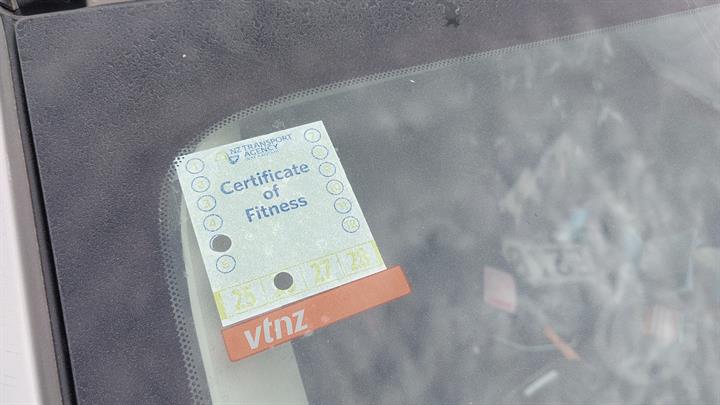 NZ TRANSPORT
AGENCY
Certificate
of
Fitness
1
2
3
4
6
7
8
9
10
11
12
25 27 28
vtnz